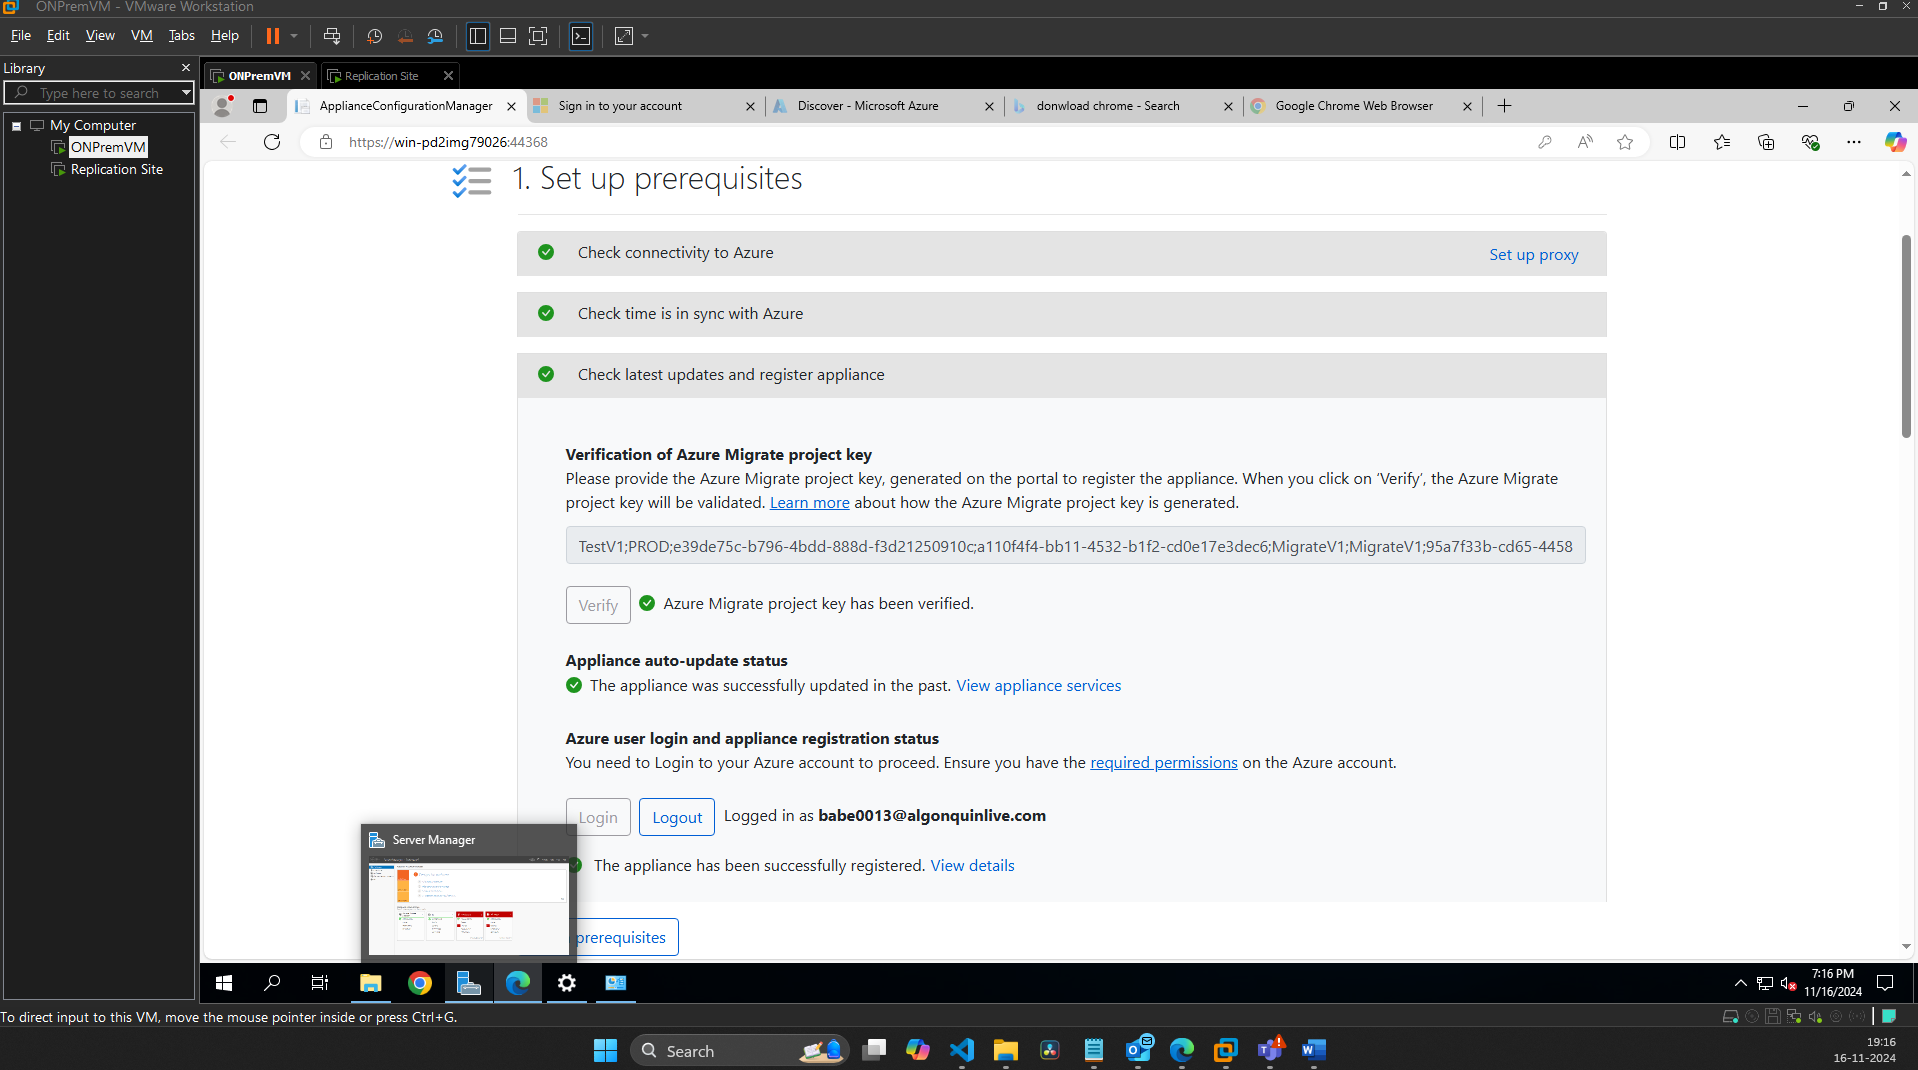 ONPremVM - VMware Workstation
File Edit View VM Tabs Help
Library
Type here to search
My Computer
ONPremVM
Replication Site
ONPremVM
Replication Site
ApplianceConfigurationManager
Sign in to your account
Discover - Microsoft Azure
donwload chrome - Search
Google Chrome Web Browser
https://win-pd2img79026:44368
1. Set up prerequisites
Check connectivity to Azure
Set up proxy
Check time is in sync with Azure
Check latest updates and register appliance
Verification of Azure Migrate project key
Please provide the Azure Migrate project key, generated on the portal to register the appliance. When you click on ‘Verify’, the Azure Migrate
project key will be validated. Learn more about how the Azure Migrate project key is generated.
TestV1;PROD;e39de75c-b796-4bdd-888d-f3d21250910c;a110f4f4-bb11-4532-b1f2-cd0e17e3dec6;MigrateV1;MigrateV1;95a7f33b-cd65-4458
Verify
Azure Migrate project key has been verified.
Appliance auto-update status
The appliance was successfully updated in the past. View appliance services
Azure user login and appliance registration status
You need to Login to your Azure account to proceed. Ensure you have the required permissions on the Azure account.
Login
Logout
Logged in as babe0013@algonquinlive.com
Server Manager
The appliance has been successfully registered. View details
prerequisites
7:16 PM
11/16/2024
To direct input to this VM, move the mouse pointer inside or press Ctrl+G.
Search
19:16
16-11-2024